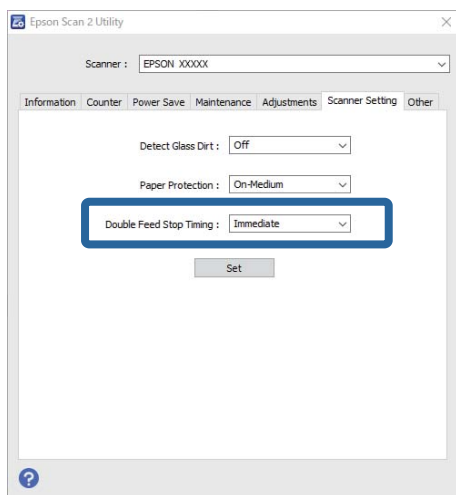 Epson Scan 2 Utility
Scanner : EPSON XXXXX
Information Counter Power Save Maintenance Adjustments Scanner Setting Other
Detect Glass Dirt : Off
Paper Protection : On-Medium
Double Feed Stop Timing : Immediate
Set
?